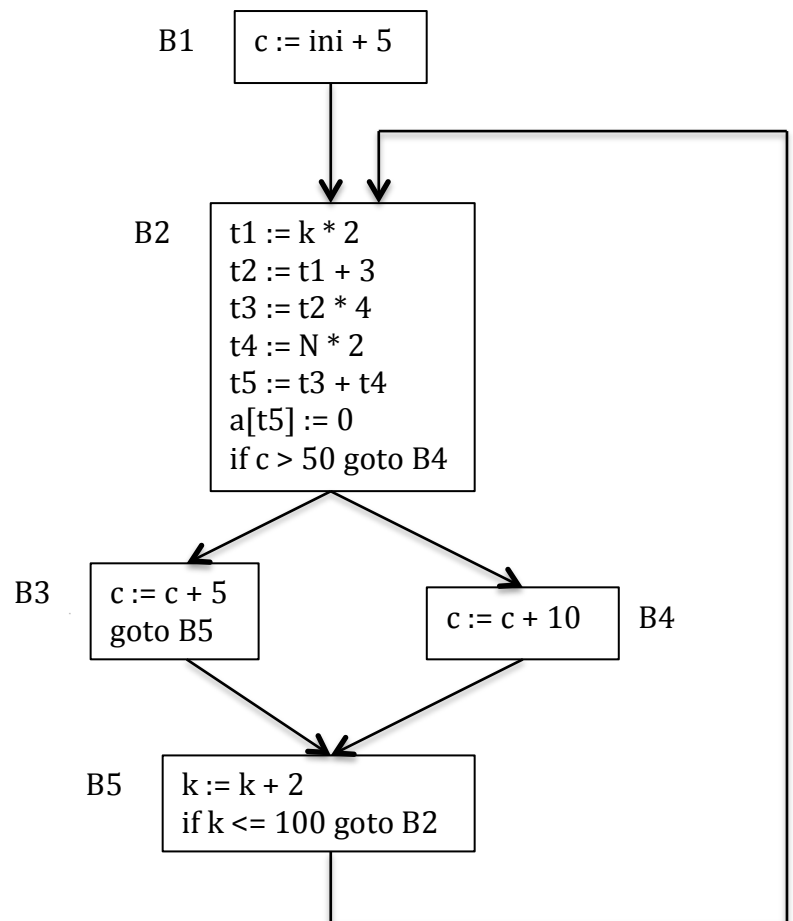 B1
c := ini + 5
B2
t1 := k * 2
t2 := t1 + 3
t3 := t2 * 4
t4 := N * 2
t5 := t3 + t4
a[t5] := 0
if c > 50 goto B4
B3
c := c + 5
goto B5
c := c + 10
B4
B5
k := k + 2
if k <= 100 goto B2